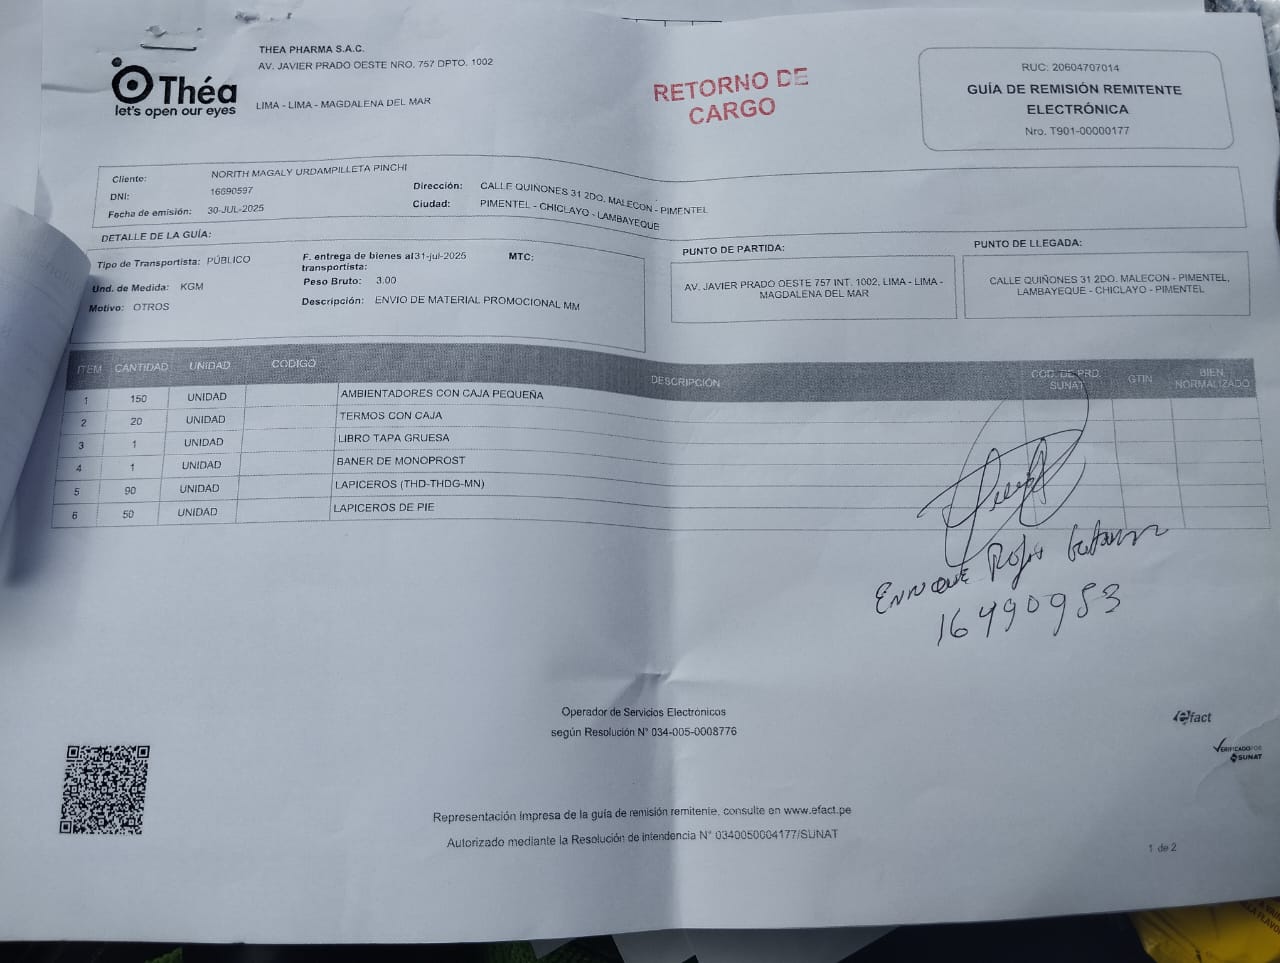 Théa
let's open our eyes
THEA PHARMA S.A.C.
AV. JAVIER PRADO OESTE NRO. 757 DPTO. 1002
LIMA - LIMA - MAGDALENA DEL MAR
RETORNO DE
CARGO
RUC: 20604707014
GUÍA DE REMISIÓN REMITENTE
ELECTRÓNICA
Nro. T901-00000177
Cliente: NORITH MAGALY URDAMPILLETA PINCHI
DNI: 16690597
Fecha de emisión: 30-JUL-2025
Dirección: CALLE QUIÑONES 31 2DO. MALECON - PIMENTEL
Ciudad: PIMENTEL - CHICLAYO - LAMBAYEQUE
DETALLE DE LA GUÍA:
Tipo de Transportista: PÚBLICO
Und. de Medida: KGM
Motivo: OTROS
F. entrega de bienes al 31-jul-2025
transportista:
MTC:
Peso Bruto: 3.00
Descripción: ENVIO DE MATERIAL PROMOCIONAL MM
PUNTO DE PARTIDA:
AV. JAVIER PRADO OESTE 757 INT. 1002, LIMA - LIMA -
MAGDALENA DEL MAR
PUNTO DE LLEGADA:
CALLE QUIÑONES 31 2DO. MALECON - PIMENTEL,
LAMBAYEQUE - CHICLAYO - PIMENTEL
ITEM CANTIDAD UNIDAD CÓDIGO DESCRIPCIÓN COD. DE PRD. SUNAT GTIN BIEN NORMALIZADO
1 150 UNIDAD AMBIENTADORES CON CAJA PEQUEÑA
2 20 UNIDAD TERMOS CON CAJA
3 1 UNIDAD LIBRO TAPA GRUESA
4 1 UNIDAD BANER DE MONOPROST
5 90 UNIDAD LAPICEROS (THD-THDG-MN)
6 50 UNIDAD LAPICEROS DE PIE
Enrique Rojas
16490953
Operador de Servicios Electrónicos
según Resolución N° 034-005-0008776
efact
VERIFICADO POR
SUNAT
Representación Impresa de la guía de remisión remitente, consulte en www.efact.pe
Autorizado mediante la Resolución de Intendencia N° 0340050004177/SUNAT
1 de 2